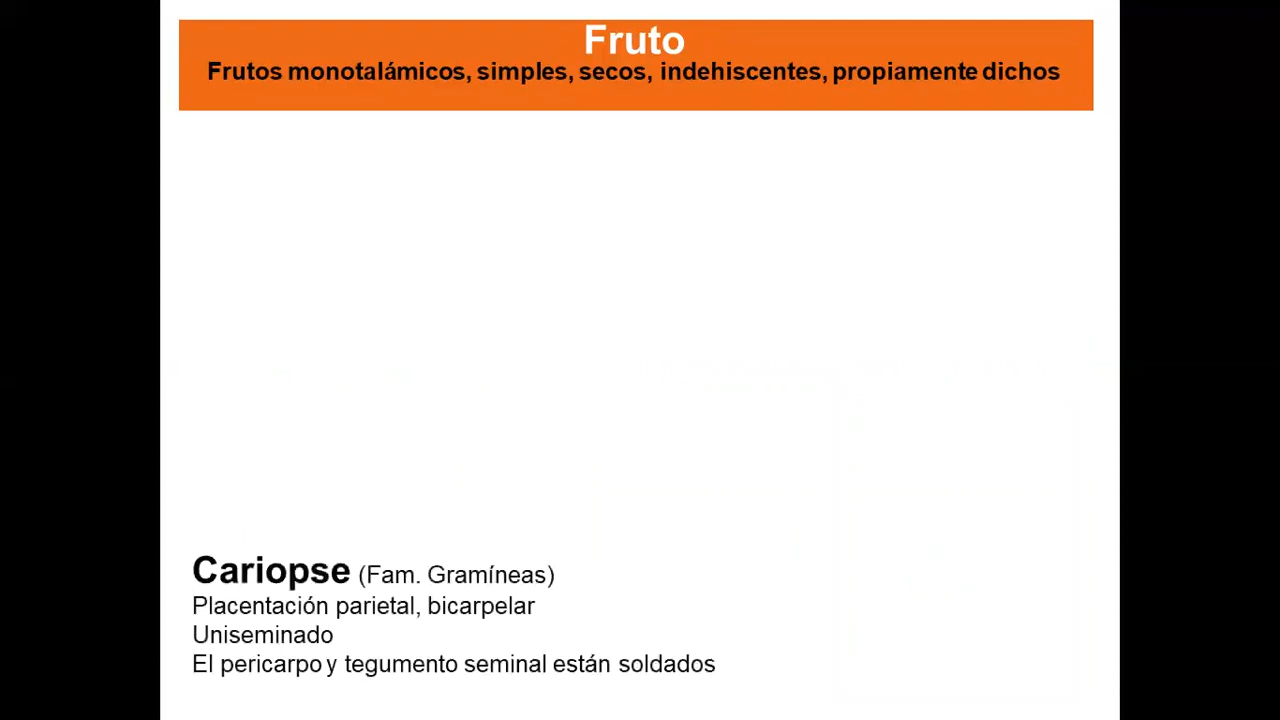 Fruto
Frutos monotalámicos, simples, secos, indehiscentes, propiamente dichos
Cariopse (Fam. Gramíneas)
Placentación parietal, bicarpelar
Uniseminado
El pericarpo y tegumento seminal están soldados